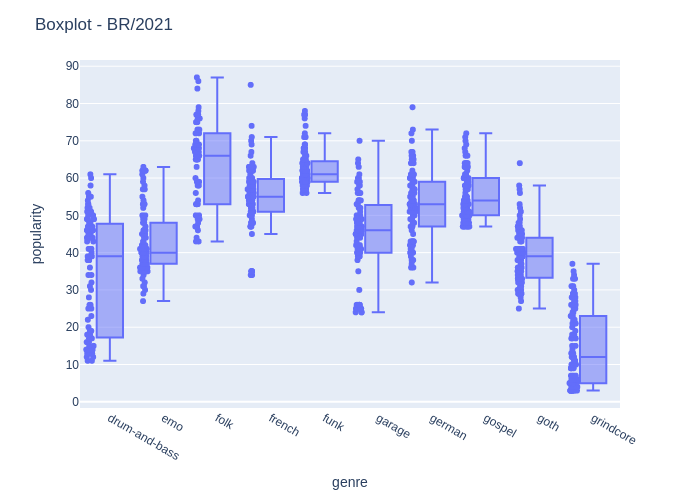 Boxplot - BR/2021
popularity
90
80
70
60
50
40
30
20
10
0
drum-and-bass
emo
folk
french
funk
garage
german
gospel
goth
grindcore
genre